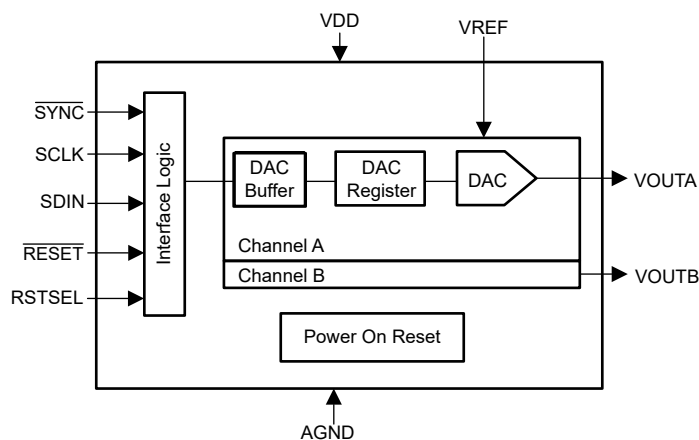 VDD
VREF
SYNC
SCLK
SDIN
RESET
RSTSEL
Interface Logic
DAC
Buffer
DAC
Register
DAC
Channel A
Channel B
VOUTA
VOUTB
Power On Reset
AGND